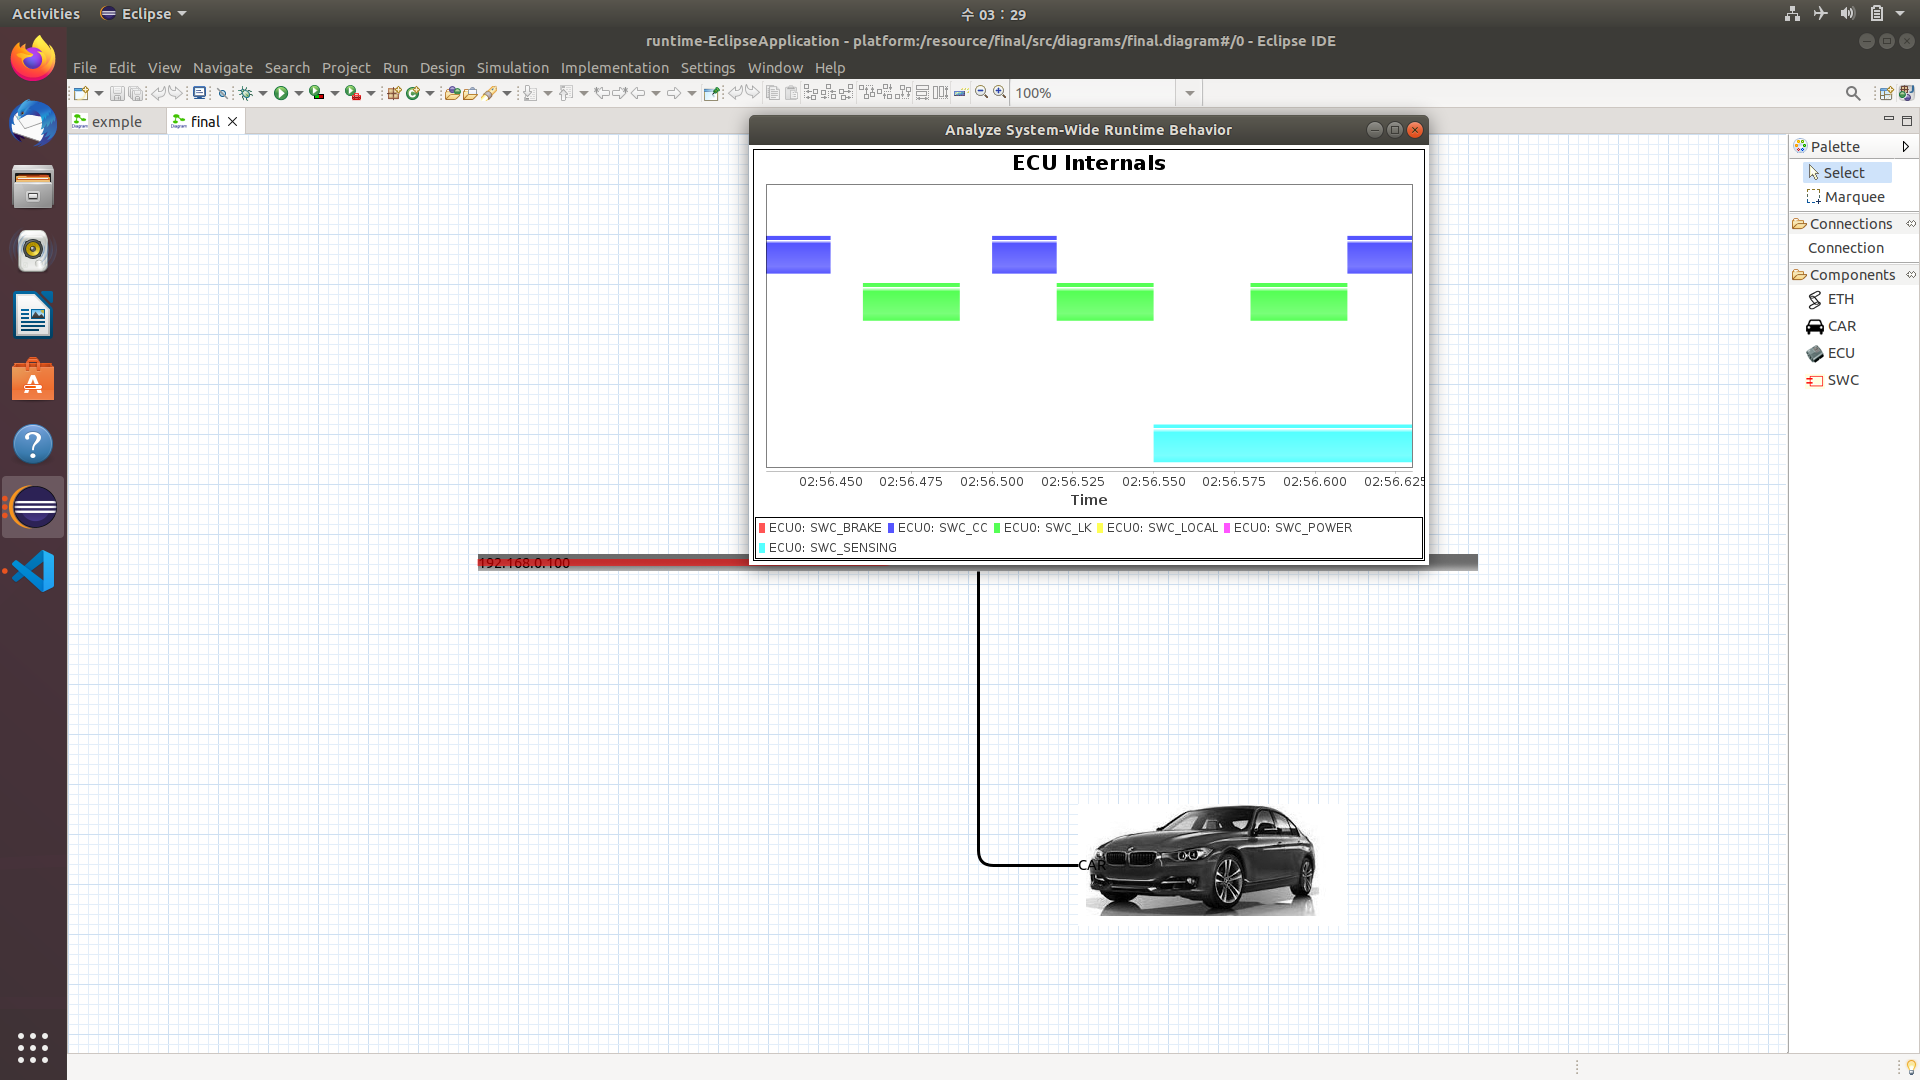 Activities Eclipse 수 03 : 29
runtime-EclipseApplication - platform:/resource/final/src/diagrams/final.diagram#/0 - Eclipse IDE
File Edit View Navigate Search Project Run Design Simulation Implementation Settings Window Help
100%
exmple final
Analyze System-Wide Runtime Behavior
ECU Internals
02:56.450 02:56.475 02:56.500 02:56.525 02:56.550 02:56.575 02:56.600 02:56.625
Time
ECU0: SWC_BRAKE ECU0: SWC_CC ECU0: SWC_LK ECU0: SWC_LOCAL ECU0: SWC_POWER
ECU0: SWC_SENSING
192.168.0.100
CAR
Palette
Select
Marquee
Connections
Connection
Components
ETH
CAR
ECU
SWC